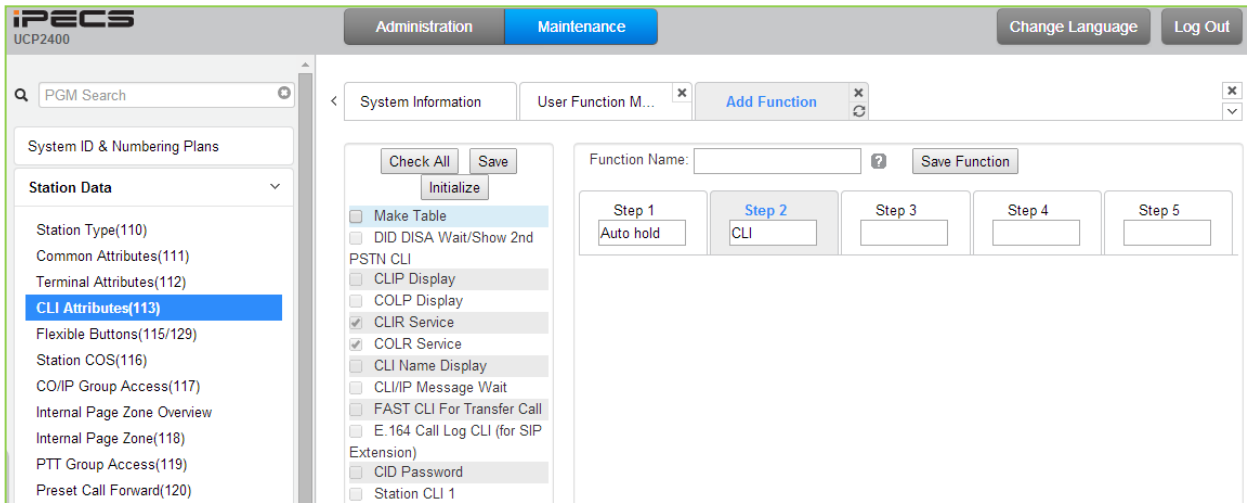 iPECS
UCP2400
Administration
Maintenance
Change Language
Log Out
PGM Search
System ID & Numbering Plans
Station Data
Station Type(110)
Common Attributes(111)
Terminal Attributes(112)
CLI Attributes(113)
Flexible Buttons(115/129)
Station COS(116)
CO/IP Group Access(117)
Internal Page Zone Overview
Internal Page Zone(118)
PTT Group Access(119)
Preset Call Forward(120)
System Information
User Function M...
Add Function
Check All
Save
Initialize
Make Table
DID DISA Wait/Show 2nd
PSTN CLI
CLIP Display
COLP Display
CLIR Service
COLR Service
CLI Name Display
CLI/IP Message Wait
FAST CLI For Transfer Call
E.164 Call Log CLI (for SIP
Extension)
CID Password
Station CLI 1
Function Name:
?
Save Function
Step 1
Auto hold
Step 2
CLI
Step 3
Step 4
Step 5